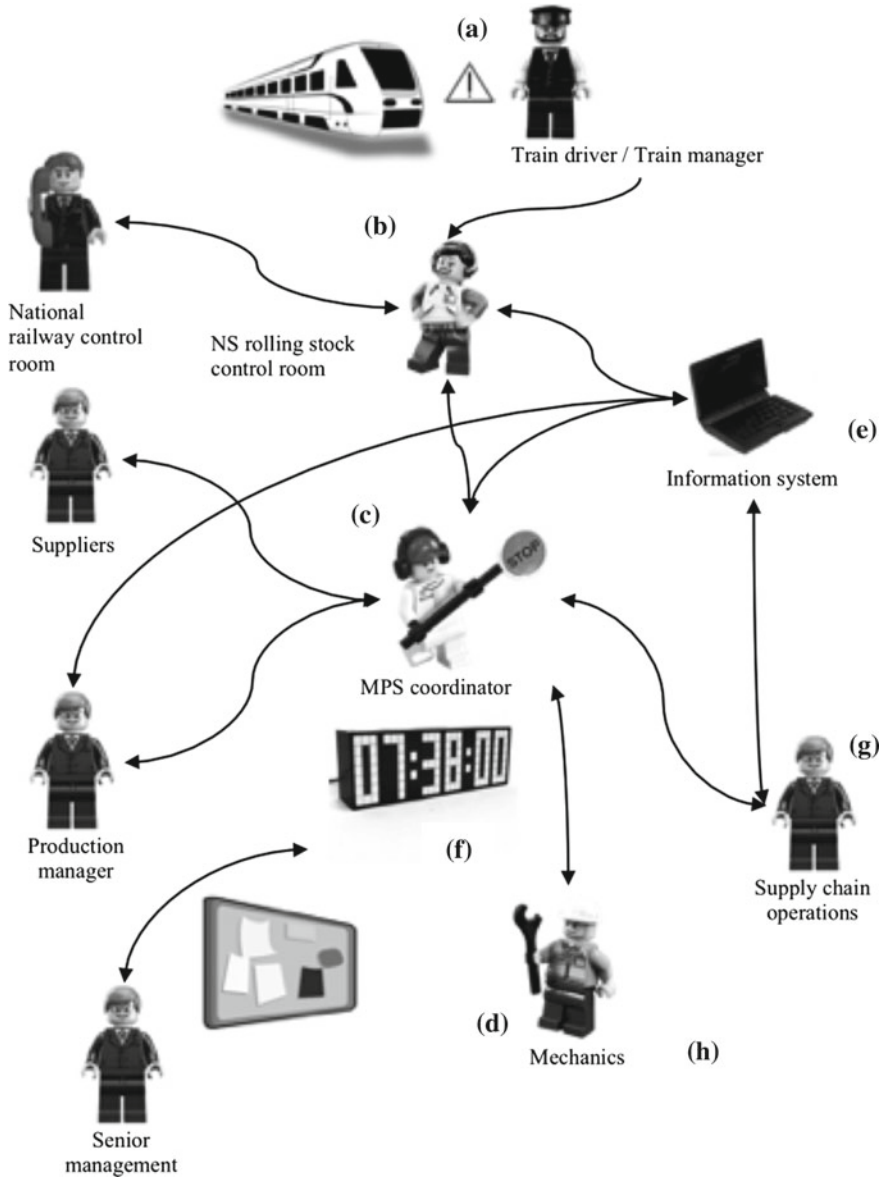 (a)
Train driver / Train manager
(b)
National
railway control
room
NS rolling stock
control room
(e)
Information system
Suppliers
(c)
STOP
MPS coordinator
07:38:00
(g)
Production
manager
(f)
Supply chain
operations
(d)
Mechanics
(h)
Senior
management